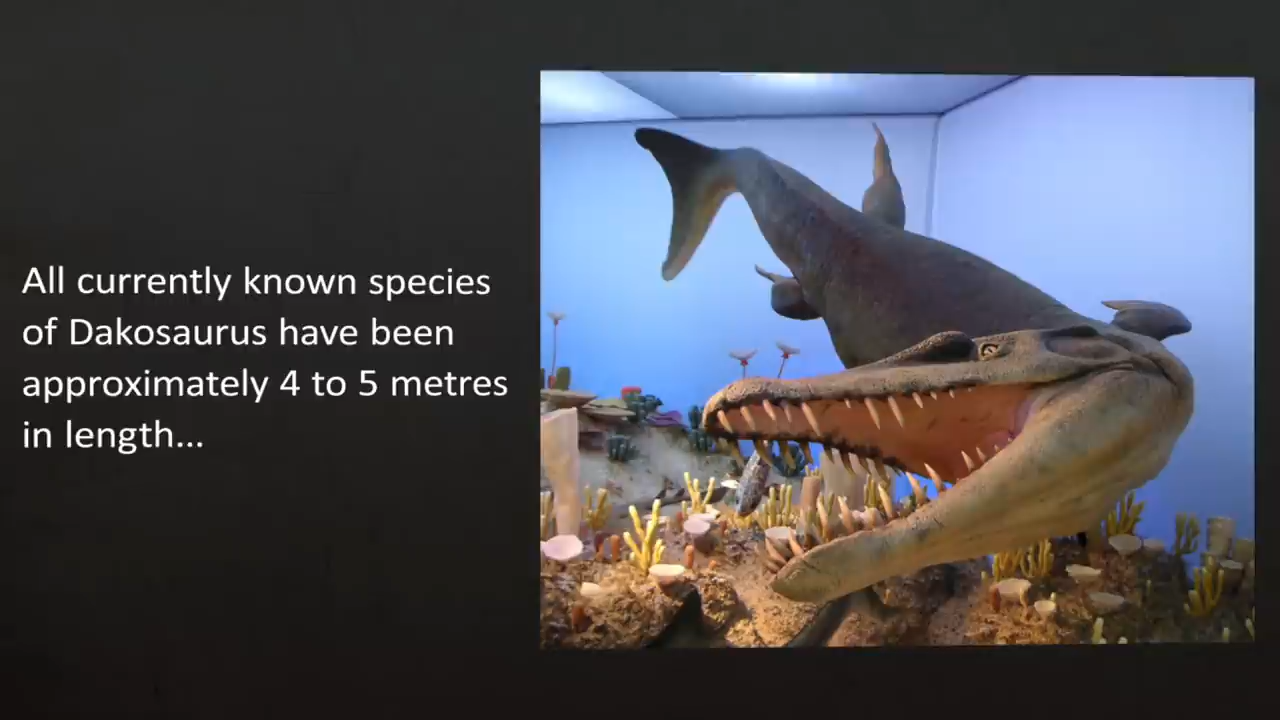 All currently known species
of Dakosaurus have been
approximately 4 to 5 metres
in length...